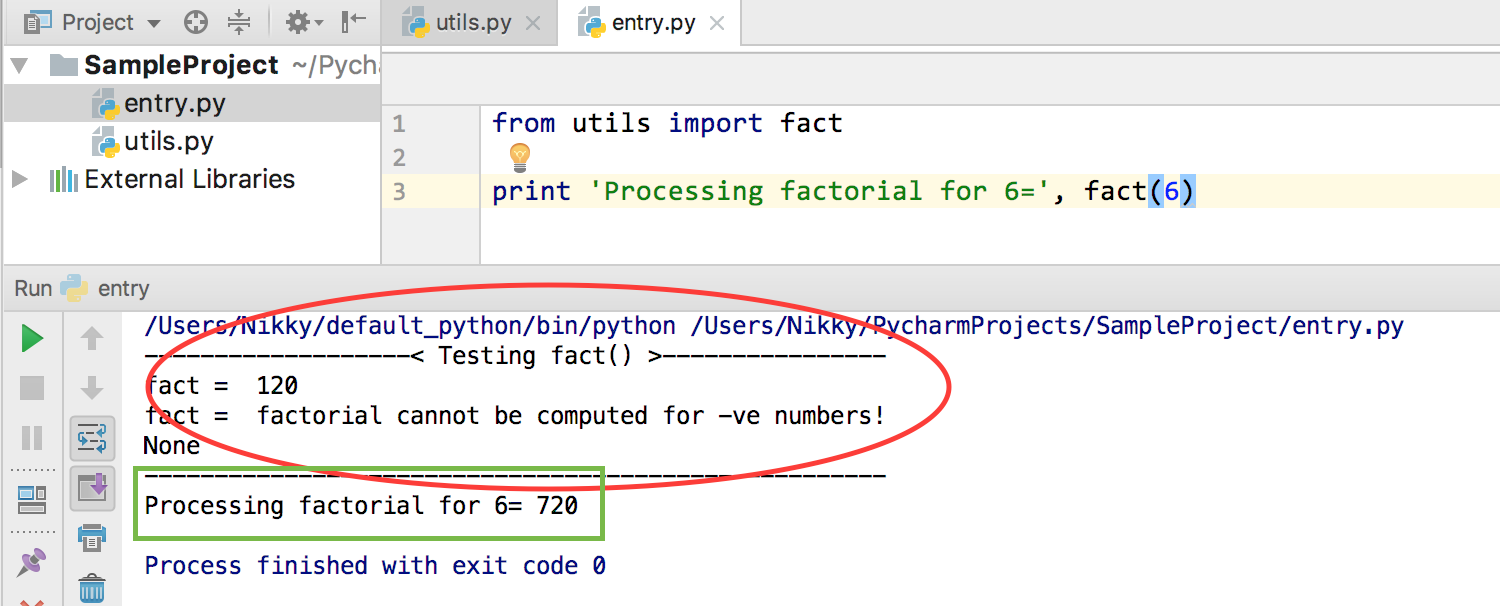 Project
utils.py
entry.py
SampleProject ~/Pych
entry.py
utils.py
External Libraries
1 from utils import fact
2
3 print 'Processing factorial for 6=', fact(6)
Run entry
/Users/Nikky/default_python/bin/python /Users/Nikky/PycharmProjects/SampleProject/entry.py
-------------------< Testing fact() >----------------
fact =  120
fact =  factorial cannot be computed for -ve numbers!
None
-----------------------------------------------------
Processing factorial for 6= 720
Process finished with exit code 0